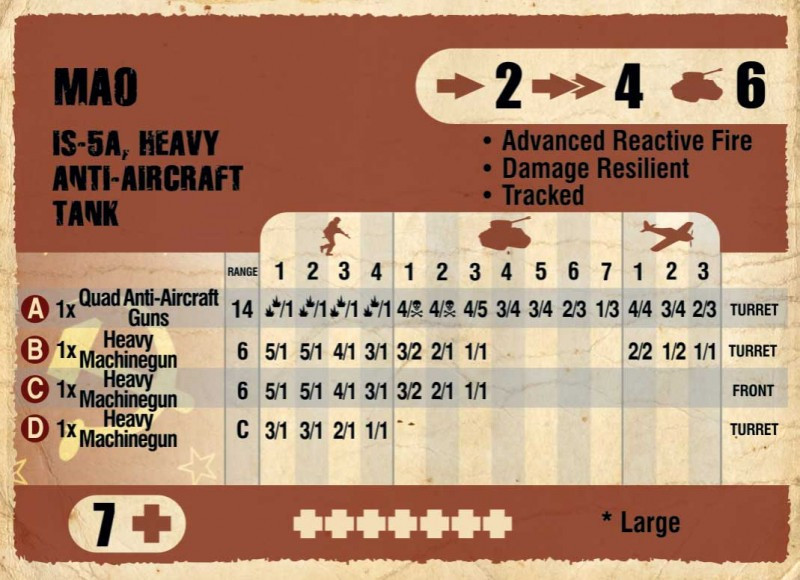 MAO
2 4 6
IS-5A, HEAVY
ANTI-AIRCRAFT
TANK
• Advanced Reactive Fire
• Damage Resilient
• Tracked
RANGE 1 2 3 4 1 2 3 4 5 6 7 1 2 3
A 1x Quad Anti-Aircraft Guns 14 /1 /1 /1 /1 4/ 4/ 4/5 3/4 3/4 2/3 1/3 4/4 3/4 2/3 TURRET
B 1x Heavy Machinegun 6 5/1 5/1 4/1 3/1 3/2 2/1 1/1 2/2 1/2 1/1 TURRET
C 1x Heavy Machinegun 6 5/1 5/1 4/1 3/1 3/2 2/1 1/1 FRONT
D 1x Heavy Machinegun C 3/1 3/1 2/1 1/1 TURRET
7
* Large